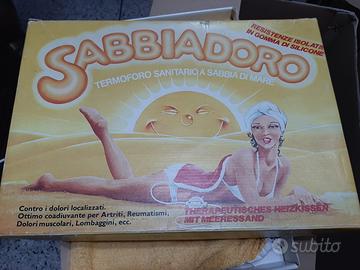 SABBIADORO
RESISTENZE ISOLATE
IN GOMMA DI SILICONE
TERMOFORO SANITARIO A SABBIA DI MARE
Contro i dolori localizzati.
Ottimo coadiuvante per Artriti, Reumatismi,
Dolori muscolari, Lombaggini, ecc.
THERAPEUTISCHES-HEIZKISSEN
MIT MEERESSAND
subito